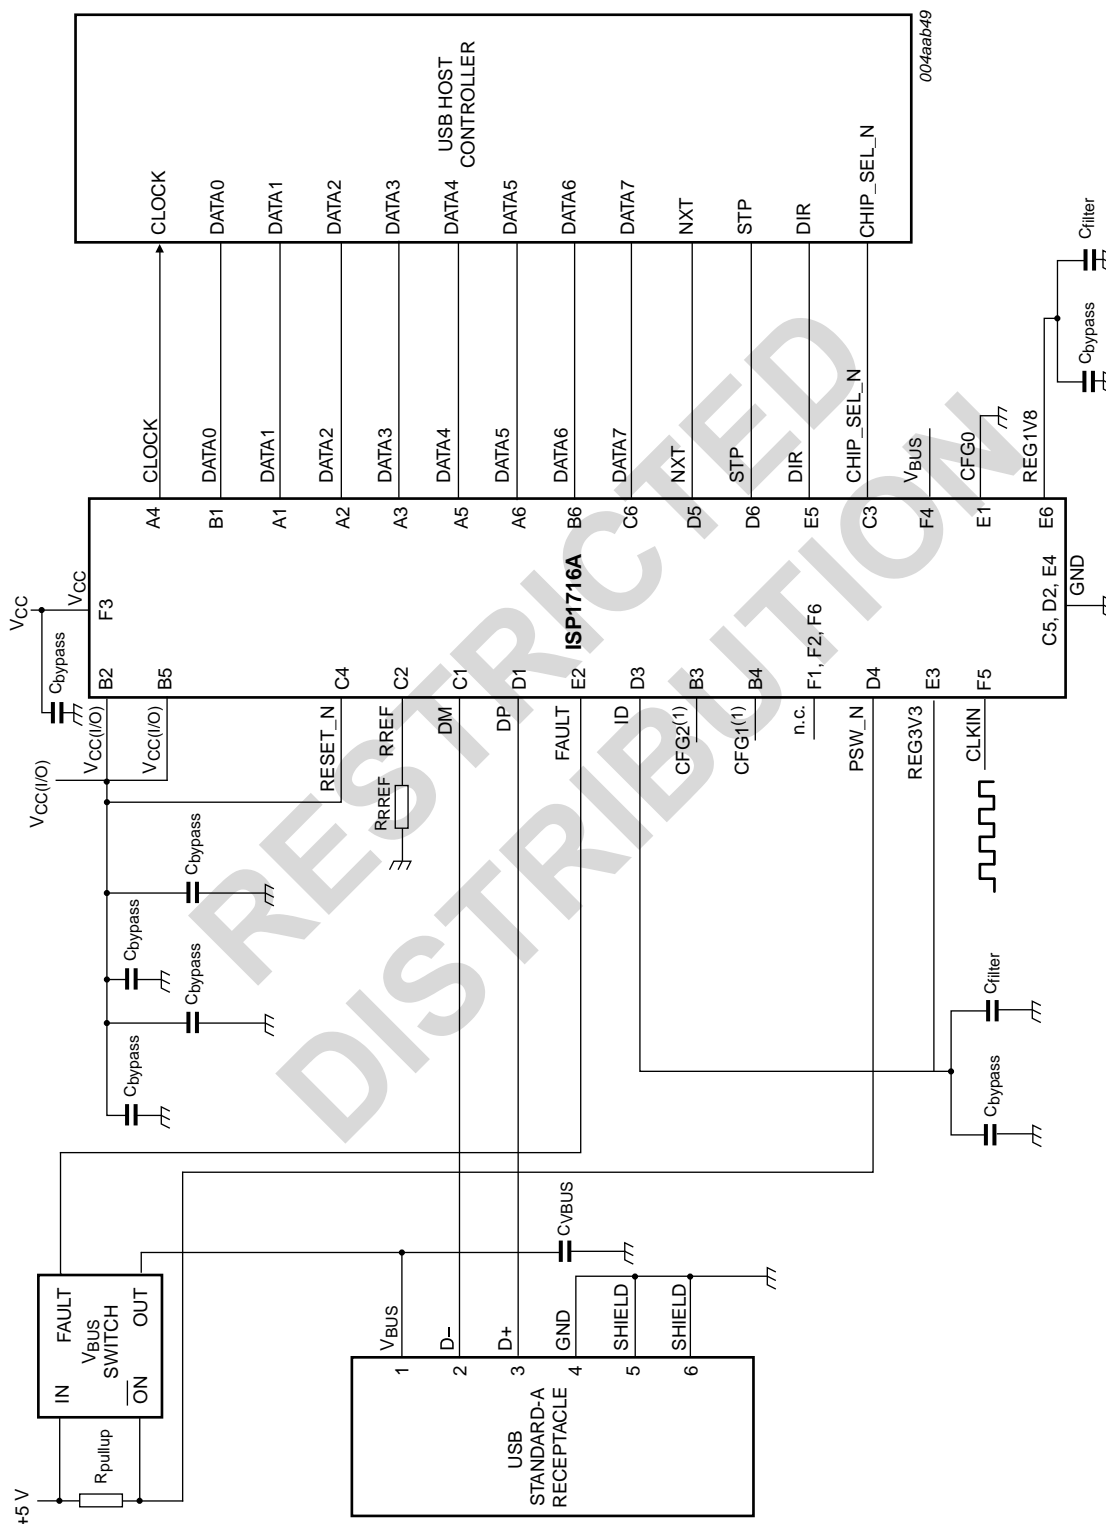 +5 V
Rpullup
IN
ON
FAULT
VBUS
SWITCH
OUT
USB
STANDARD-A
RECEPTACLE
1
2
3
4
5
6
VBUS
D−
D+
GND
SHIELD
SHIELD
CVBUS
Cbypass
Cbypass
Cbypass
Cbypass
VCC(I/O)
VCC(I/O)
VCC(I/O)
Cbypass
VCC
VCC
RRREF
Cbypass
Cfilter
RESET_N
RREF
DM
DP
FAULT
ID
CFG2(1)
CFG1(1)
n.c.
PSW_N
REG3V3
CLKIN
B2
B5
C4
C2
C1
D1
E2
D3
B3
B4
F1, F2, F6
D4
E3
F5
F3
ISP1716A
C5, D2, E4
GND
A4
B1
A1
A2
A3
A5
A6
B6
C6
D5
D6
E5
C3
F4
E1
E6
CLOCK
DATA0
DATA1
DATA2
DATA3
DATA4
DATA5
DATA6
DATA7
NXT
STP
DIR
CHIP_SEL_N
VBUS
CFG0
REG1V8
Cbypass
Cfilter
CLOCK
DATA0
DATA1
DATA2
DATA3
DATA4
DATA5
DATA6
DATA7
NXT
STP
DIR
CHIP_SEL_N
USB HOST
CONTROLLER
004aab49
RESTRICTED
DISTRIBUTION